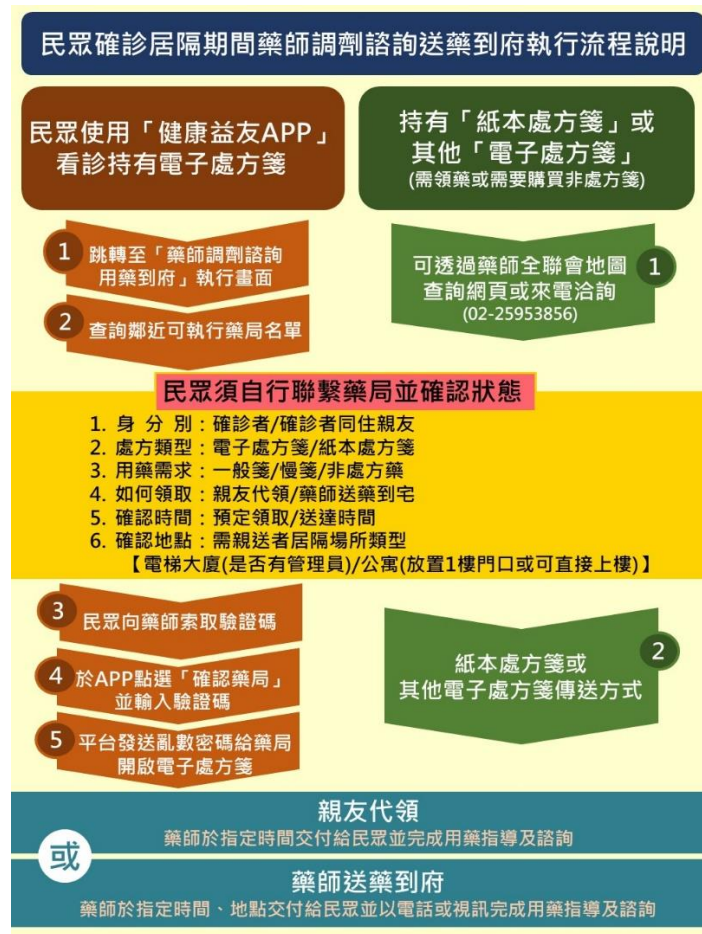 民眾確診居隔期間藥師調劑諮詢送藥到府執行流程說明
民眾使用「健康益友APP」
看診持有電子處方箋
持有「紙本處方箋」或
其他「電子處方箋」
(需領藥或需要購買非處方箋)
1
跳轉至「藥師調劑諮詢
用藥到府」執行畫面
2
查詢鄰近可執行藥局名單
可透過藥師全聯會地圖
查詢網頁或來電洽詢
(02-25953856)
1
民眾須自行聯繫藥局並確認狀態
1. 身 分 別：確診者/確診者同住親友
2. 處方類型：電子處方箋/紙本處方箋
3. 用藥需求：一般箋/慢箋/非處方藥
4. 如何領取：親友代領/藥師送藥到宅
5. 確認時間：預定領取/送達時間
6. 確認地點：需親送者居隔場所類型
【電梯大廈(是否有管理員)/公寓(放置1樓門口或可直接上樓)】
3
民眾向藥師索取驗證碼
4
於APP點選「確認藥局」
並輸入驗證碼
5
平台發送亂數密碼給藥局
開啟電子處方箋
2
紙本處方箋或
其他電子處方箋傳送方式
親友代領
藥師於指定時間交付給民眾並完成用藥指導及諮詢
或
藥師送藥到府
藥師於指定時間、地點交付給民眾並以電話或視訊完成用藥指導及諮詢